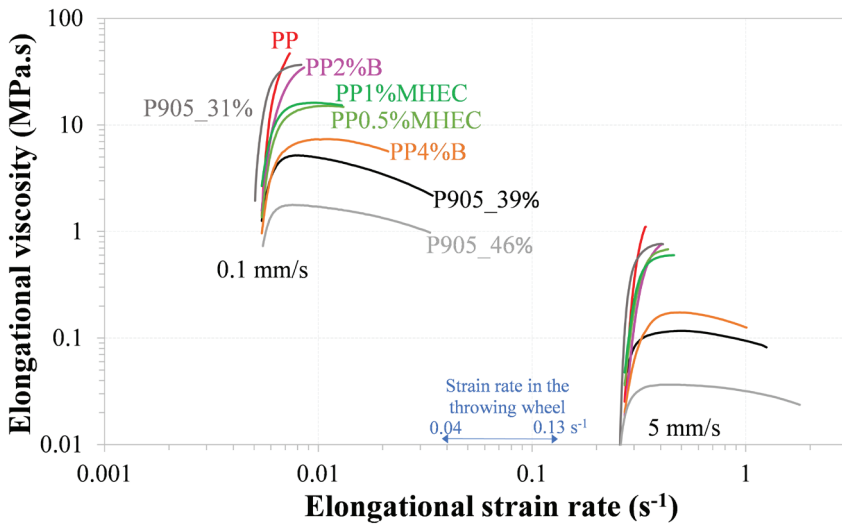 100
10
1
0.1
0.01
0.001
0.01
0.1
1
Elongational viscosity (MPa.s)
Elongational strain rate (s⁻¹)
PP
PP2%B
P905_31%
PP1%MHEC
PP0.5%MHEC
PP4%B
P905_39%
P905_46%
0.1 mm/s
Strain rate in the
throwing wheel
0.04 0.13 s⁻¹
5 mm/s